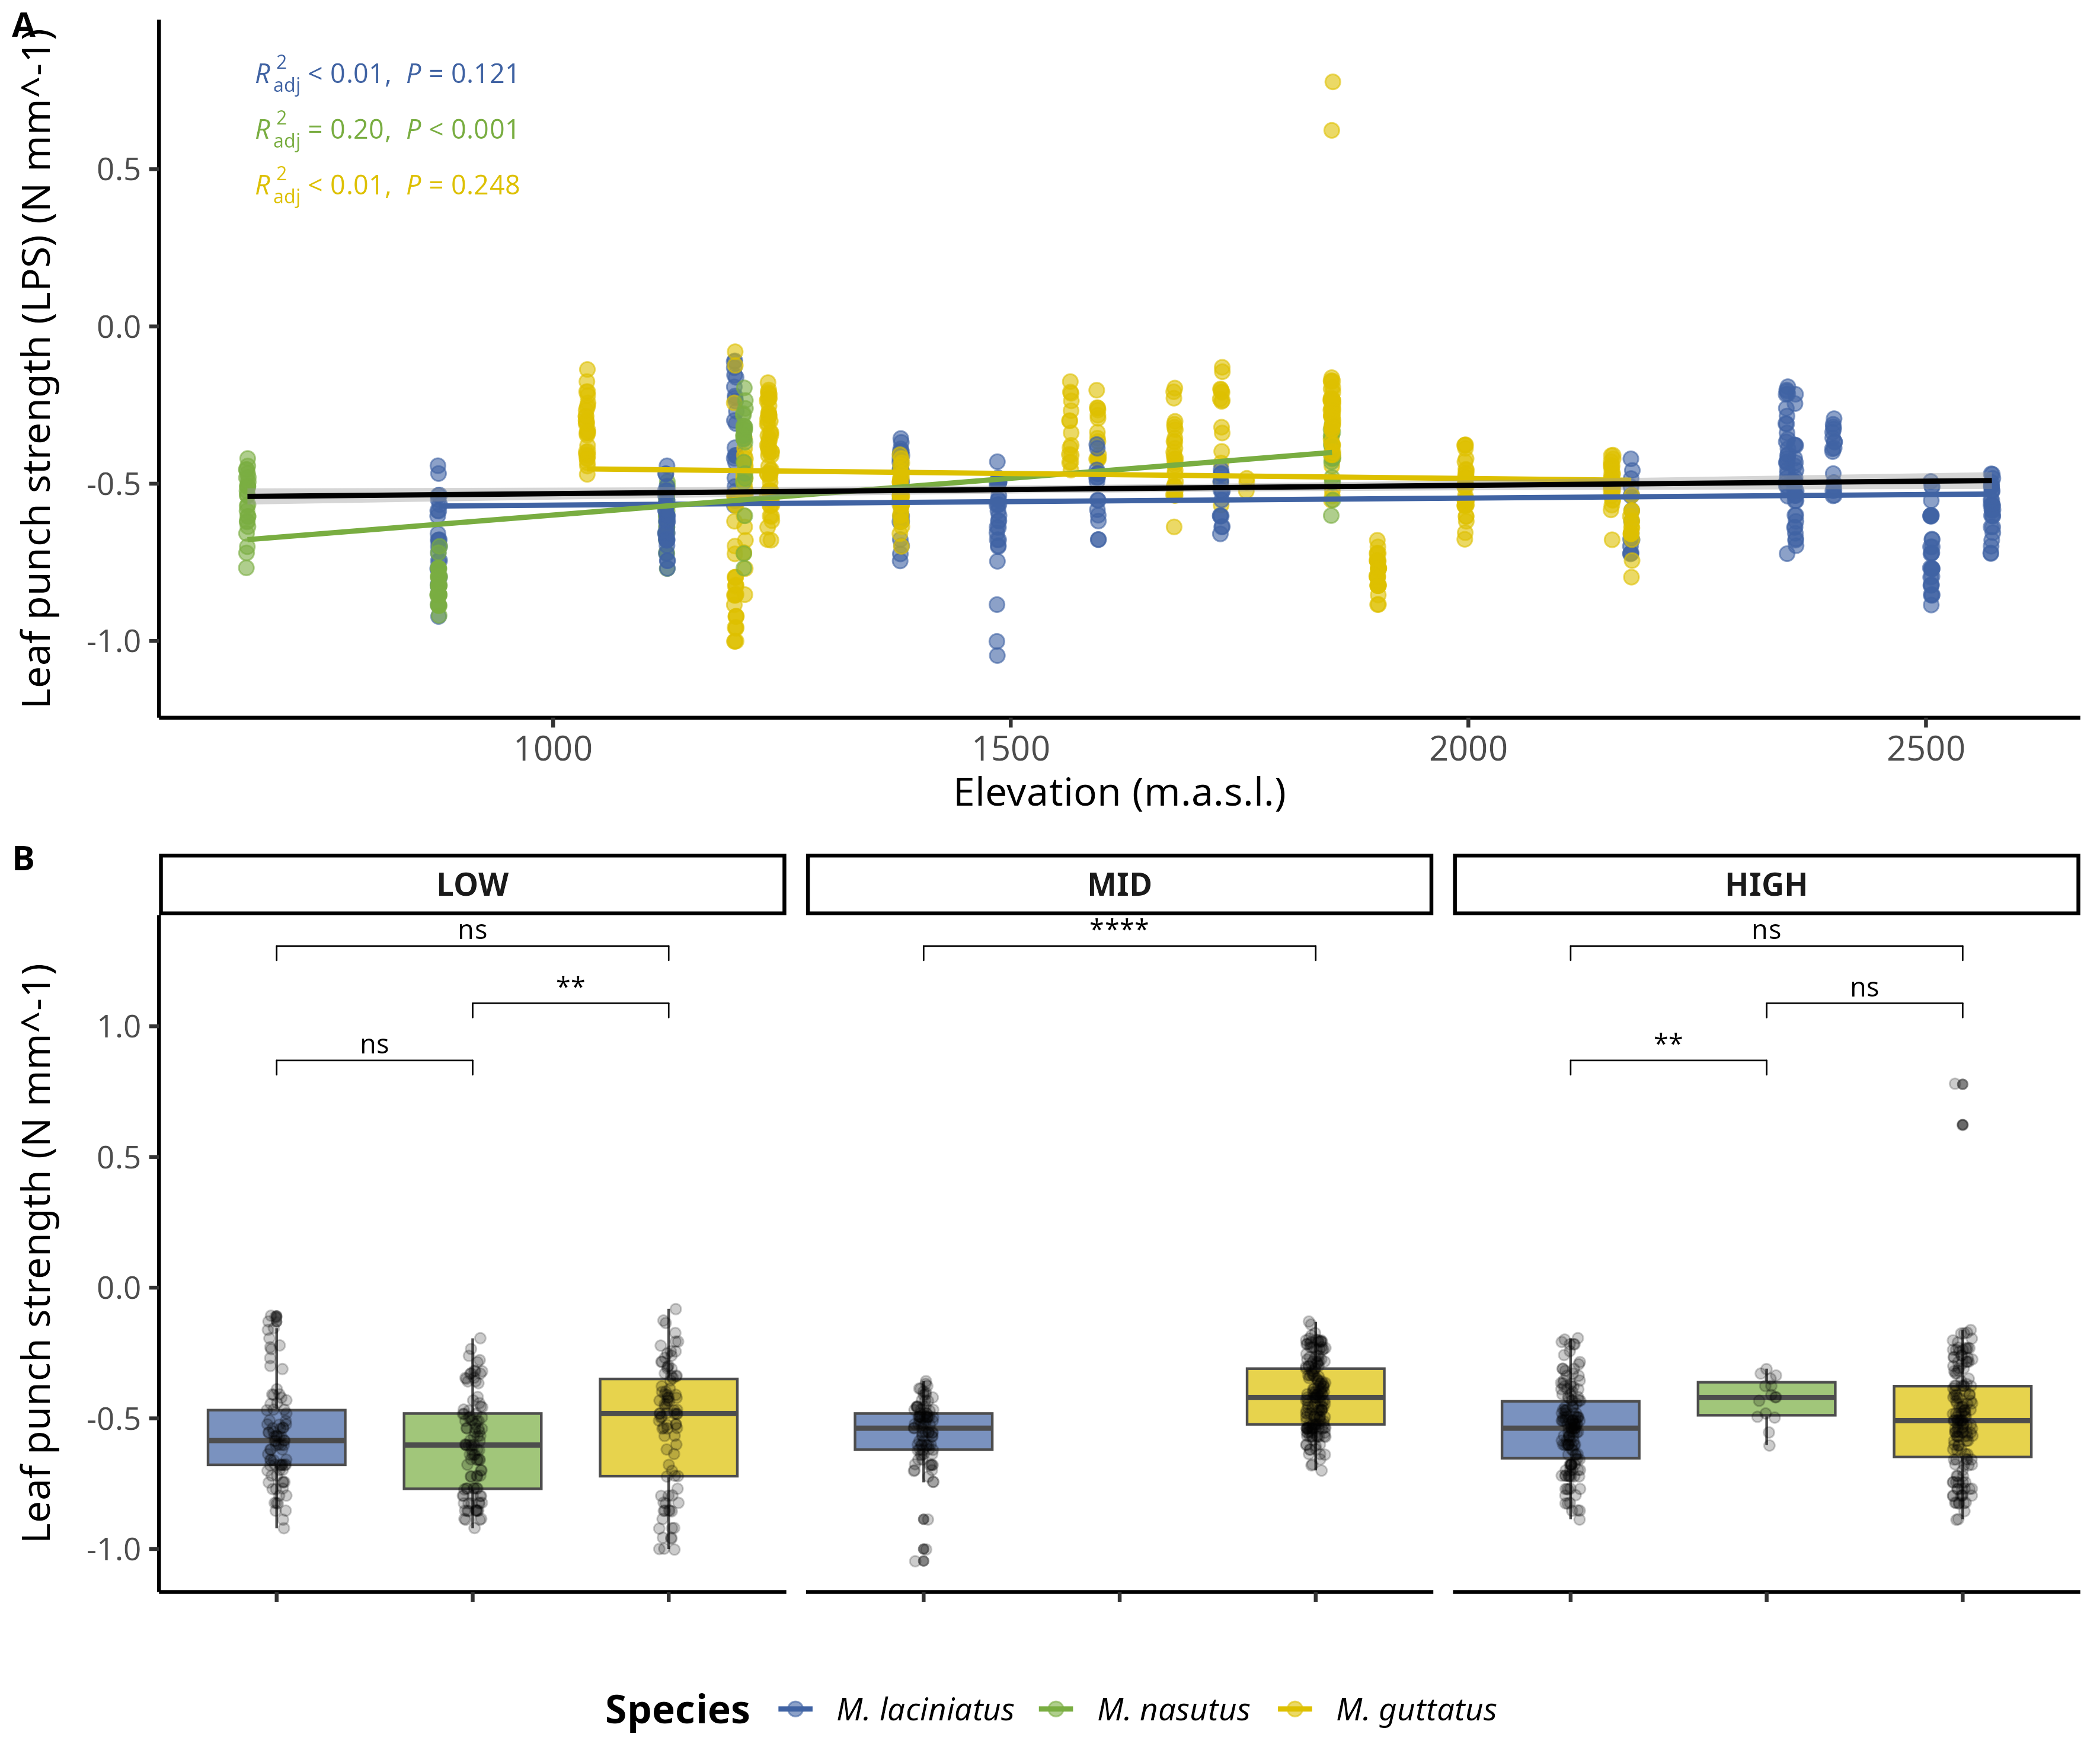 A
Leaf punch strength (LPS) (N mm^-1)
R²adj < 0.01, P = 0.121
R²adj = 0.20, P < 0.001
R²adj < 0.01, P = 0.248
0.5
0.0
-0.5
-1.0
1000 1500 2000 2500
Elevation (m.a.s.l.)
B
LOW MID HIGH
Leaf punch strength (N mm^-1)
ns **** ns
** ns
ns **
1.0
0.5
0.0
-0.5
-1.0
Species M. laciniatus M. nasutus M. guttatus